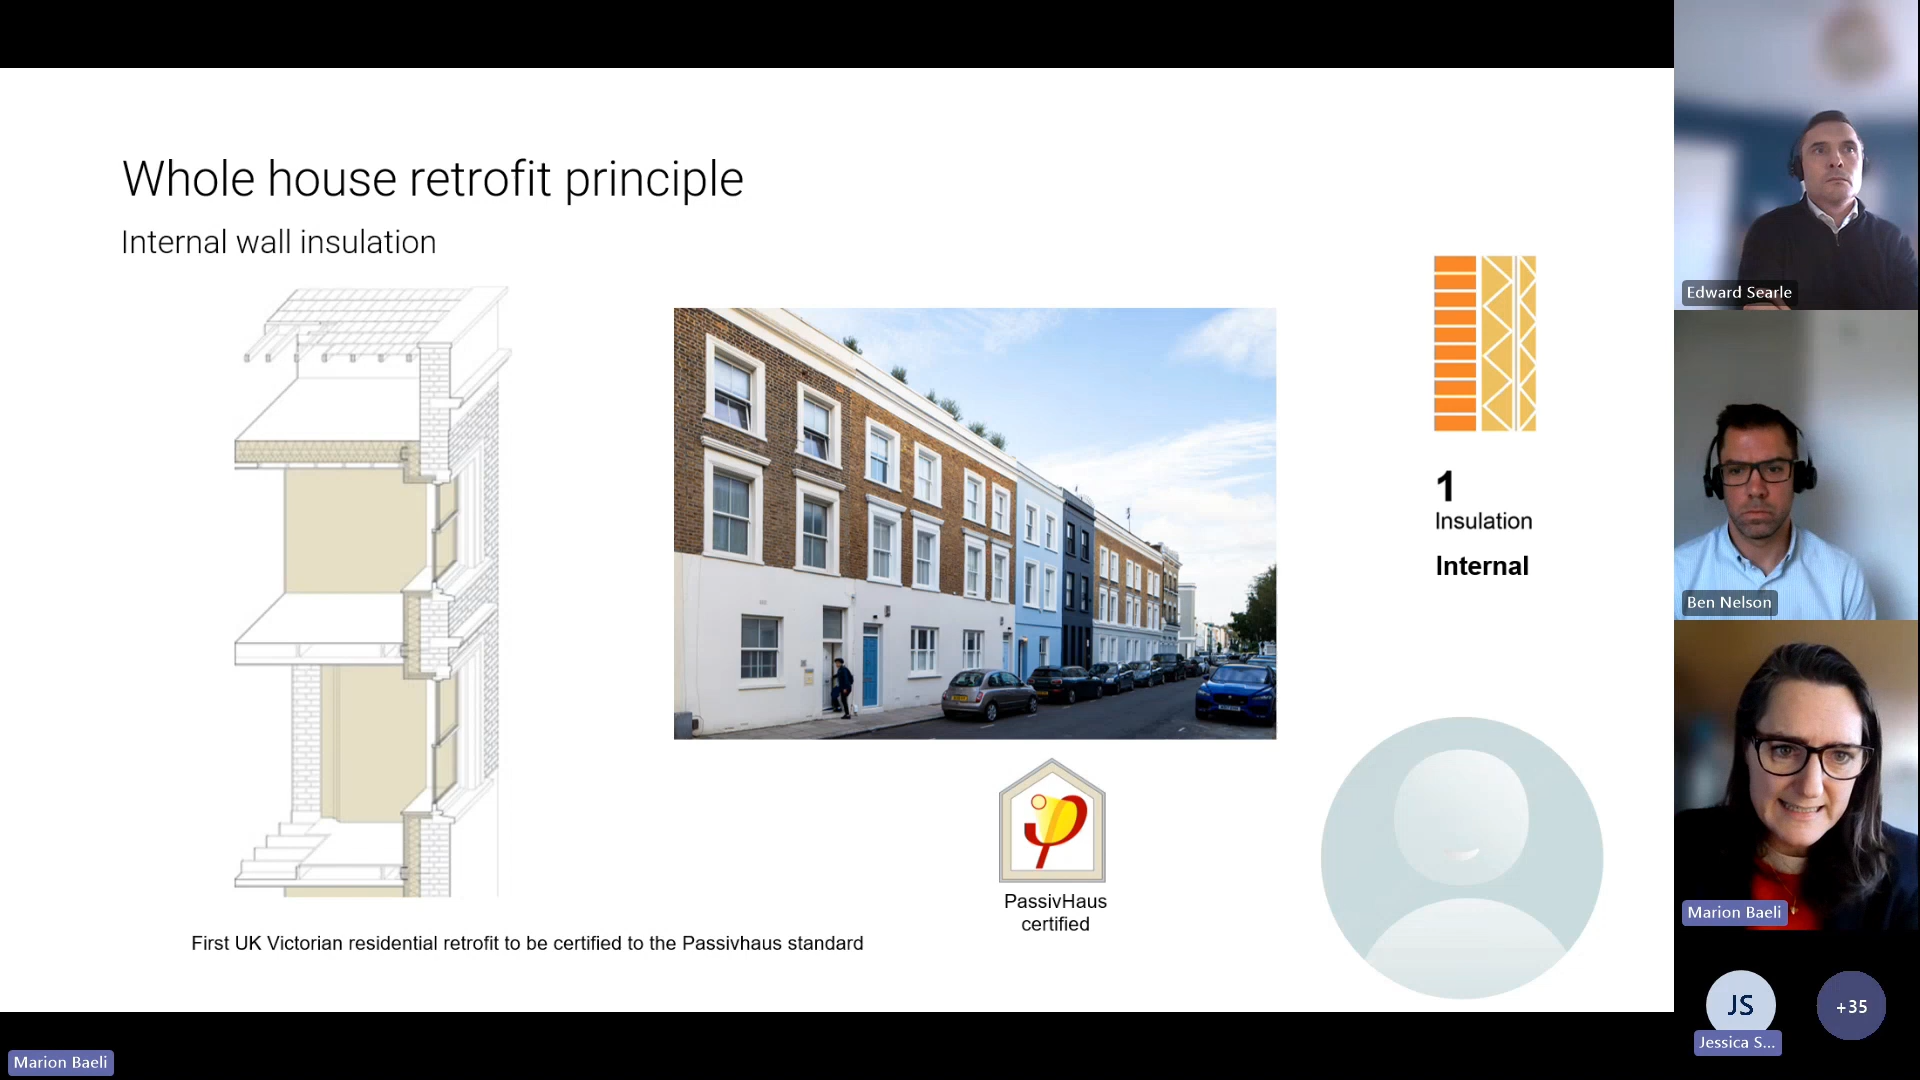 Whole house retrofit principle
Internal wall insulation
1
Insulation
Internal
PassivHaus
certified
First UK Victorian residential retrofit to be certified to the Passivhaus standard
Edward Searle
Ben Nelson
Marion Baeli
JS
+35
Jessica S...
Marion Baeli